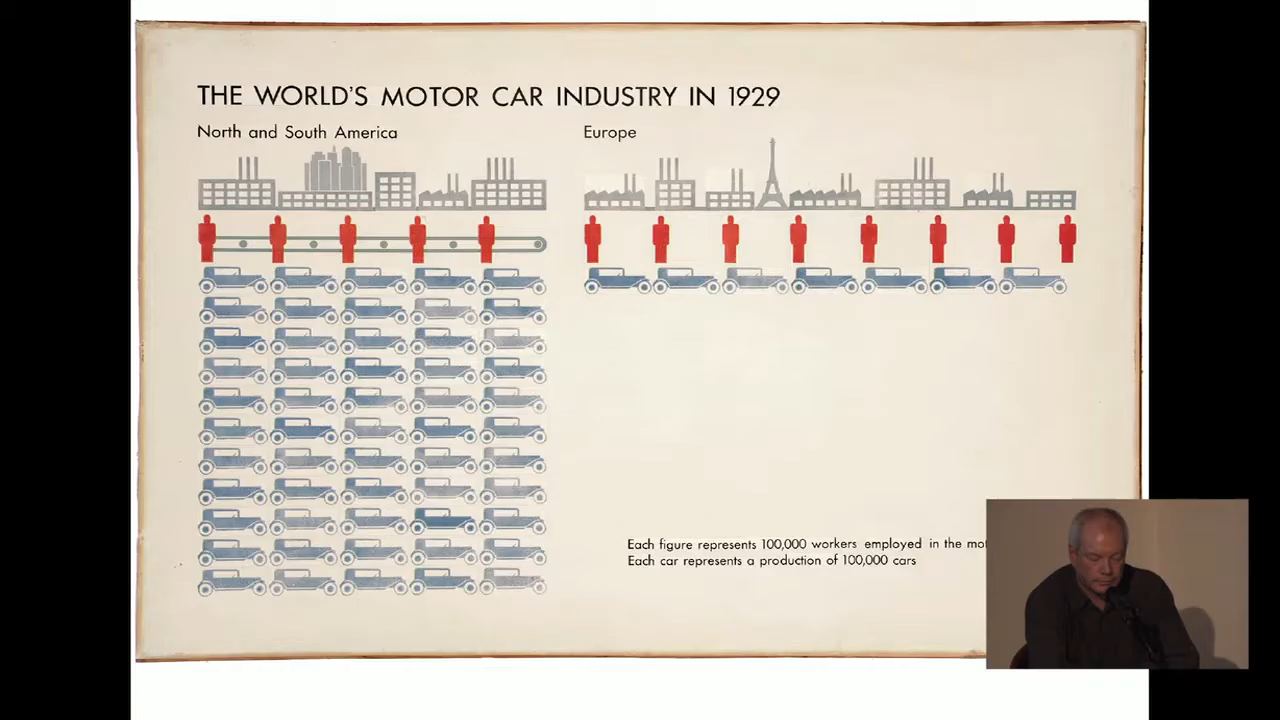 THE WORLD'S MOTOR CAR INDUSTRY IN 1929
North and South America
Europe
Each figure represents 100,000 workers employed in the
Each car represents a production of 100,000 cars